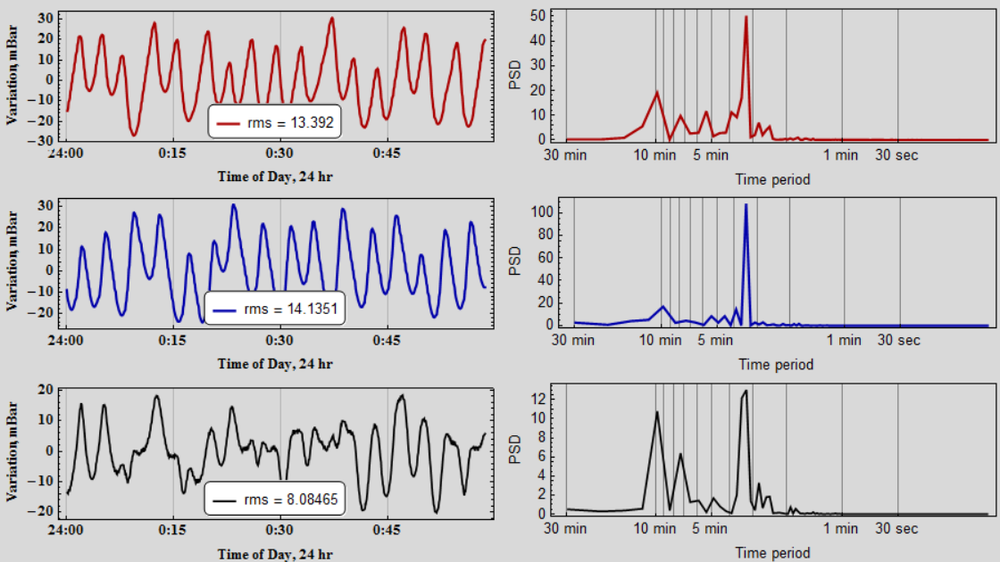 Variation, mBar
30
20
10
0
−10
−20
−30
24:00 0:15 0:30 0:45
Time of Day, 24 hr
rms = 13.392
PSD
50
40
30
20
10
0
30 min 10 min 5 min 1 min 30 sec
Time period
Variation, mBar
30
20
10
0
−10
−20
24:00 0:15 0:30 0:45
Time of Day, 24 hr
rms = 14.1351
PSD
100
80
60
40
20
0
30 min 10 min 5 min 1 min 30 sec
Time period
Variation, mBar
20
10
0
−10
−20
24:00 0:15 0:30 0:45
Time of Day, 24 hr
rms = 8.08465
PSD
12
10
8
6
4
2
0
30 min 10 min 5 min 1 min 30 sec
Time period